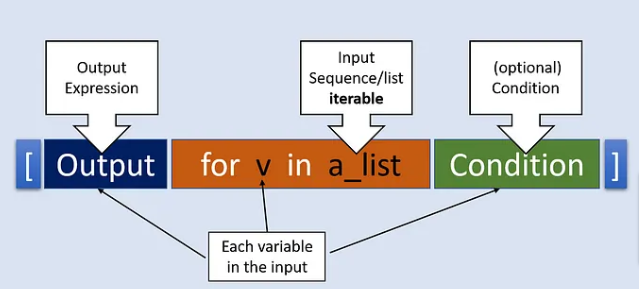 Output
Expression
Input
Sequence/list
iterable
(optional)
Condition
[ Output for v in a_list Condition ]
Each variable
in the input